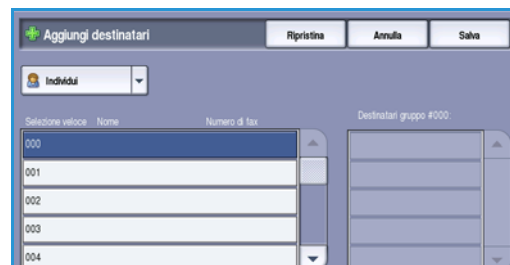 Aggiungi destinatari Ripristina Annulla Salva
Individui
Selezione veloce Nome Numero di fax Destinatari gruppo #000:
000
001
002
003
004